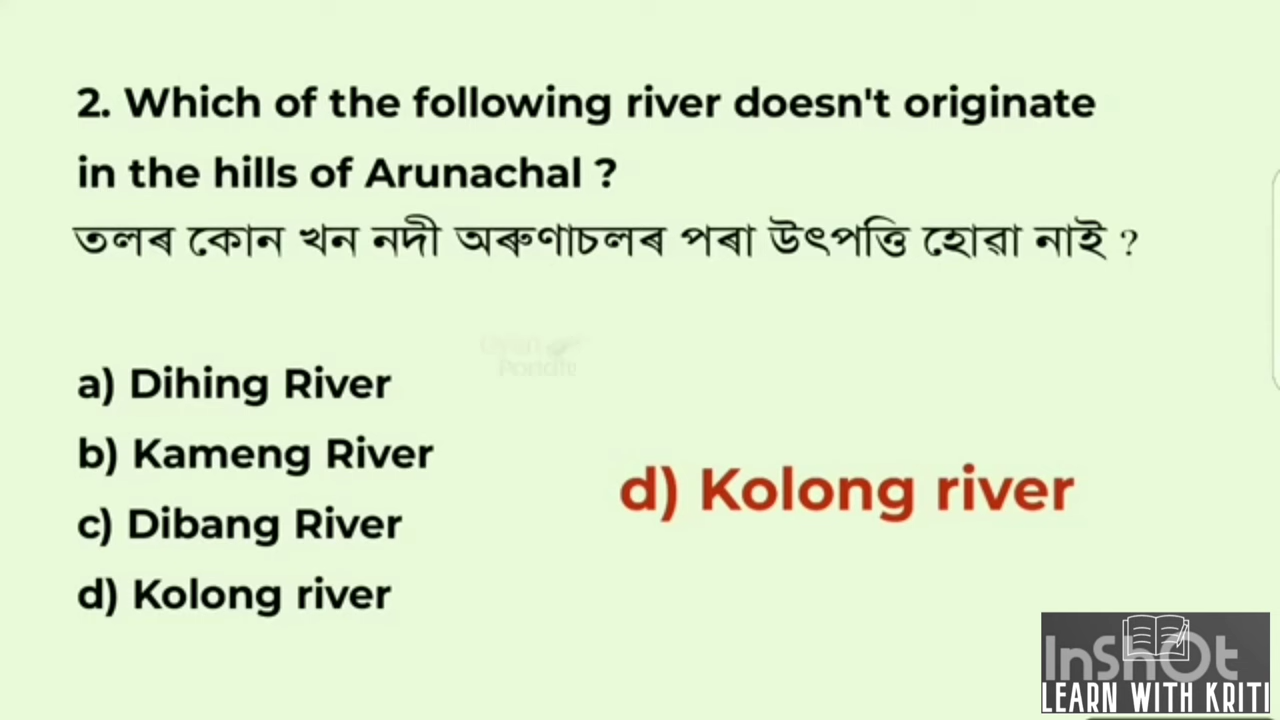 2. Which of the following river doesn't originate
in the hills of Arunachal ?
তলৰ কোন খন নদী অৰুণাচলৰ পৰা উৎপত্তি হোৱা নাই ?
a) Dihing River
b) Kameng River
c) Dibang River
d) Kolong river
d) Kolong river
InShOt
LEARN WITH KRITI